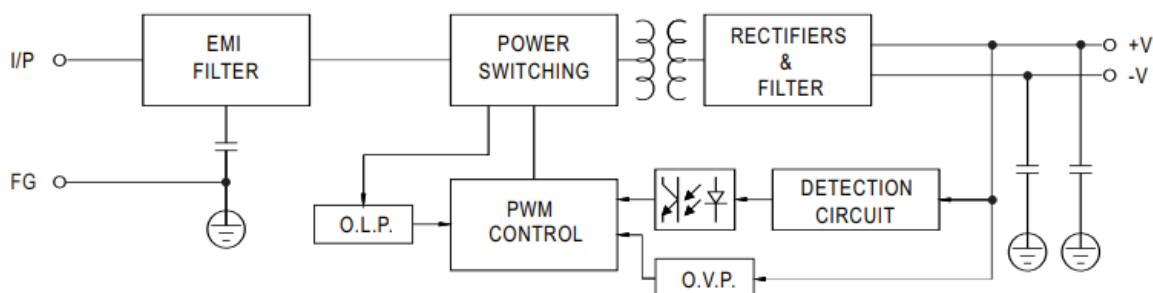 I/P
EMI
FILTER
POWER
SWITCHING
RECTIFIERS
&
FILTER
+V
-V
FG
O.L.P.
PWM
CONTROL
DETECTION
CIRCUIT
O.V.P.